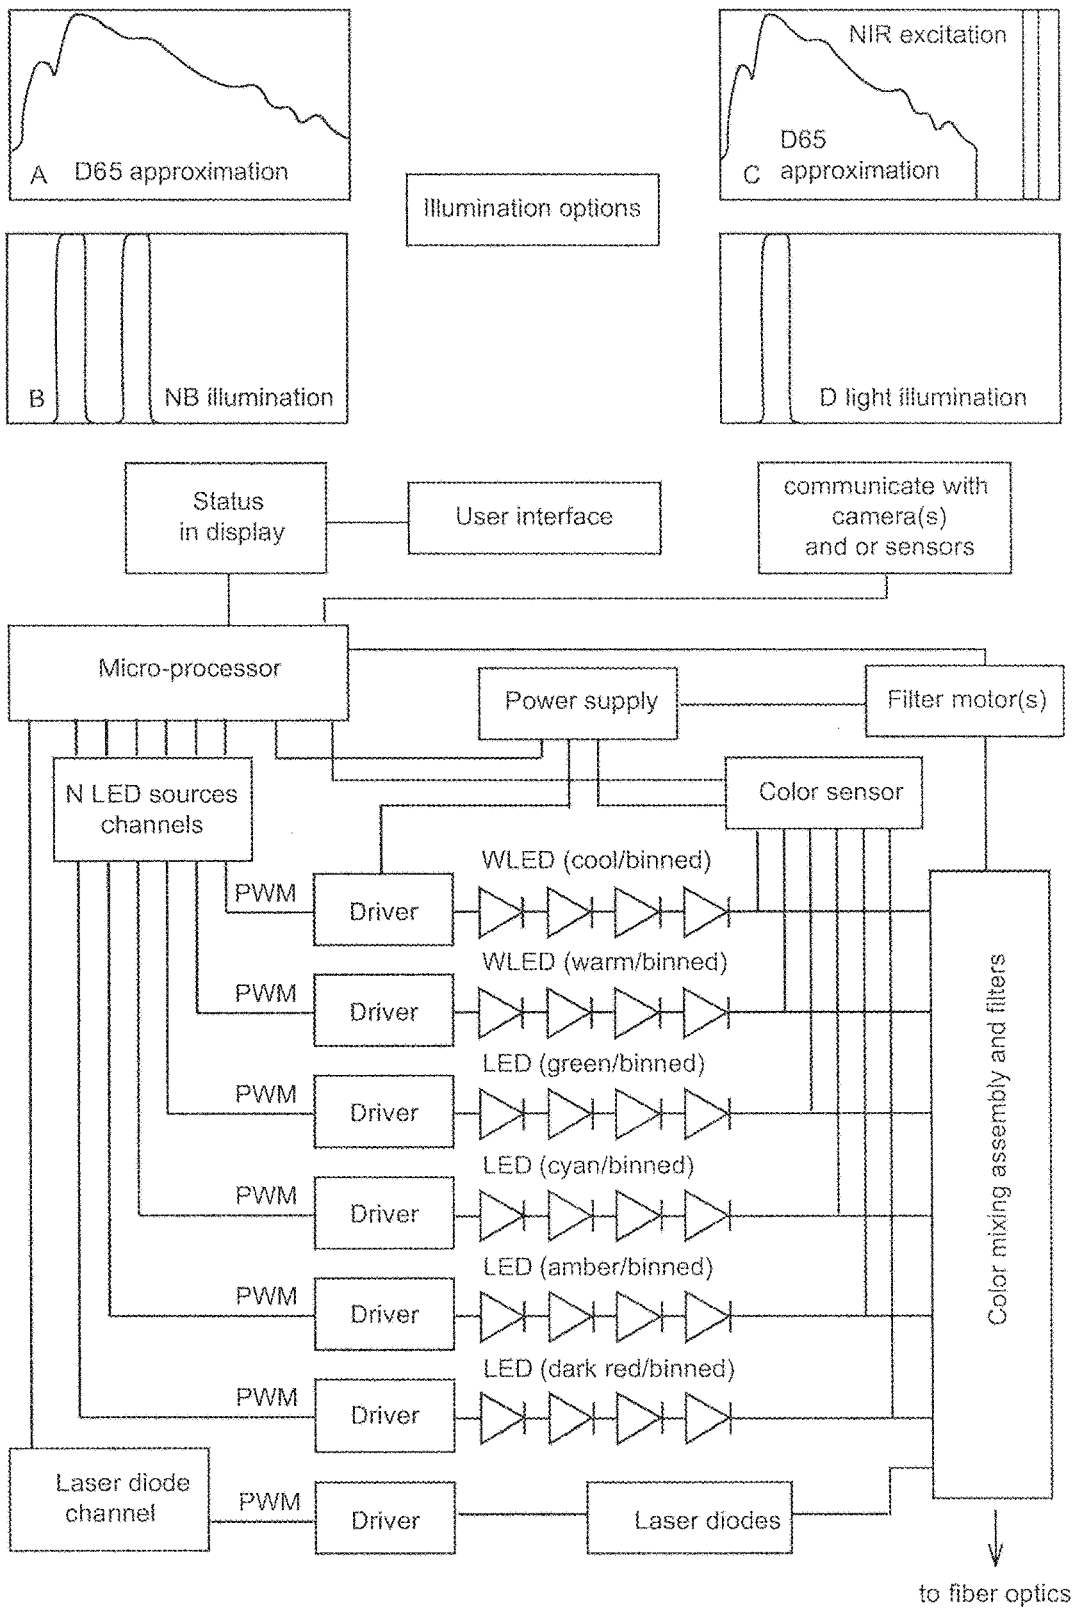 A D65 approximation
NIR excitation
D65
C approximation
Illumination options
B NB illumination
D light illumination
Status
in display
User interface
communicate with
camera(s)
and or sensors
Micro-processor
Power supply
Filter motor(s)
N LED sources
channels
Color sensor
WLED (cool/binned)
PWM
Driver
WLED (warm/binned)
PWM
Driver
LED (green/binned)
PWM
Driver
LED (cyan/binned)
PWM
Driver
LED (amber/binned)
PWM
Driver
LED (dark red/binned)
PWM
Driver
Color mixing assembly and filters
Laser diode
channel
PWM
Driver
Laser diodes
to fiber optics